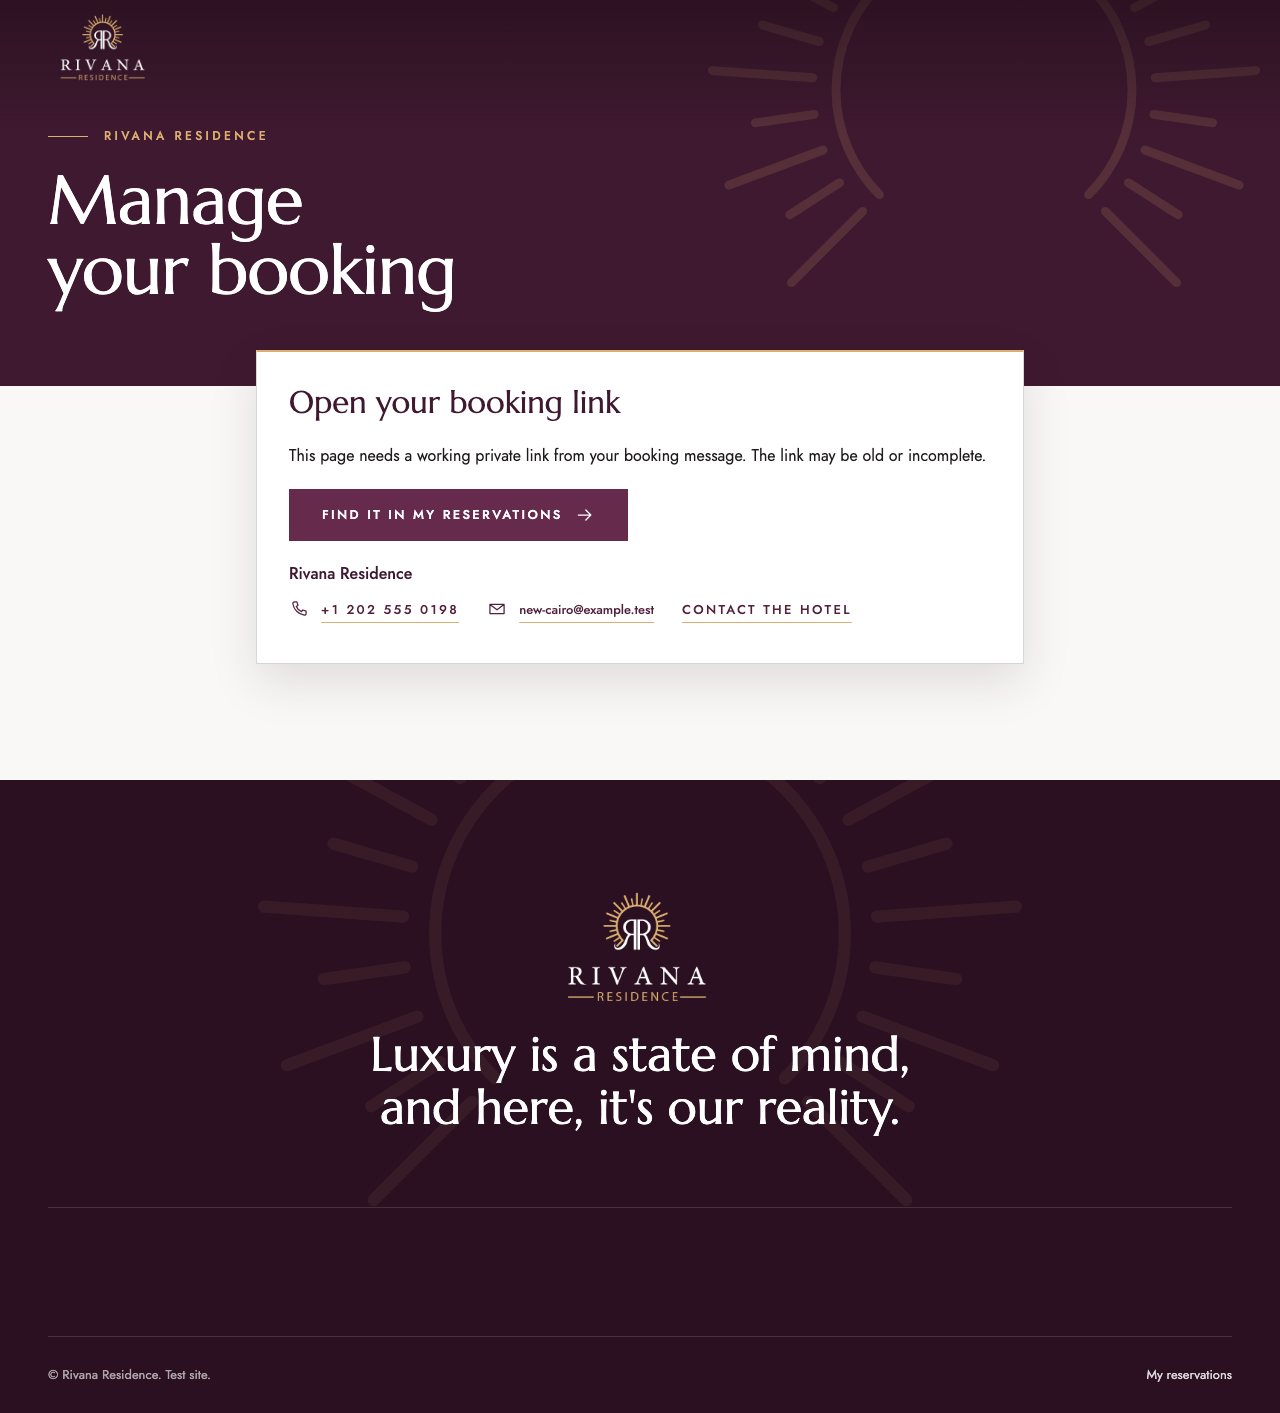 RIVANA
RESIDENCE
RIVANA RESIDENCE
Manage
your booking
Open your booking link
This page needs a working private link from your booking message. The link may be old or incomplete.
FIND IT IN MY RESERVATIONS
Rivana Residence
+1 202 555 0198 new-cairo@example.test CONTACT THE HOTEL
RIVANA
RESIDENCE
Luxury is a state of mind,
and here, it's our reality.
© Rivana Residence. Test site. My reservations